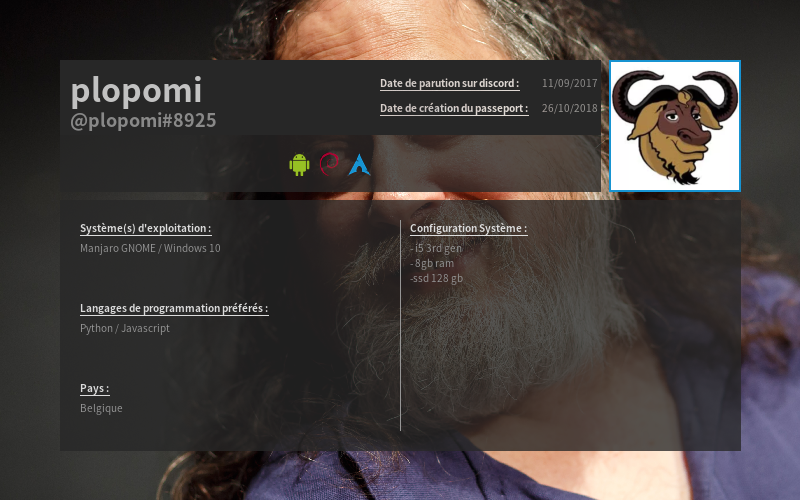 plopomi
@plopomi#8925
Date de parution sur discord : 11/09/2017
Date de création du passeport : 26/10/2018
Système(s) d'exploitation :
Manjaro GNOME / Windows 10
Langages de programmation préférés :
Python / Javascript
Pays :
Belgique
Configuration Système :
- i5 3rd gen
- 8gb ram
-ssd 128 gb